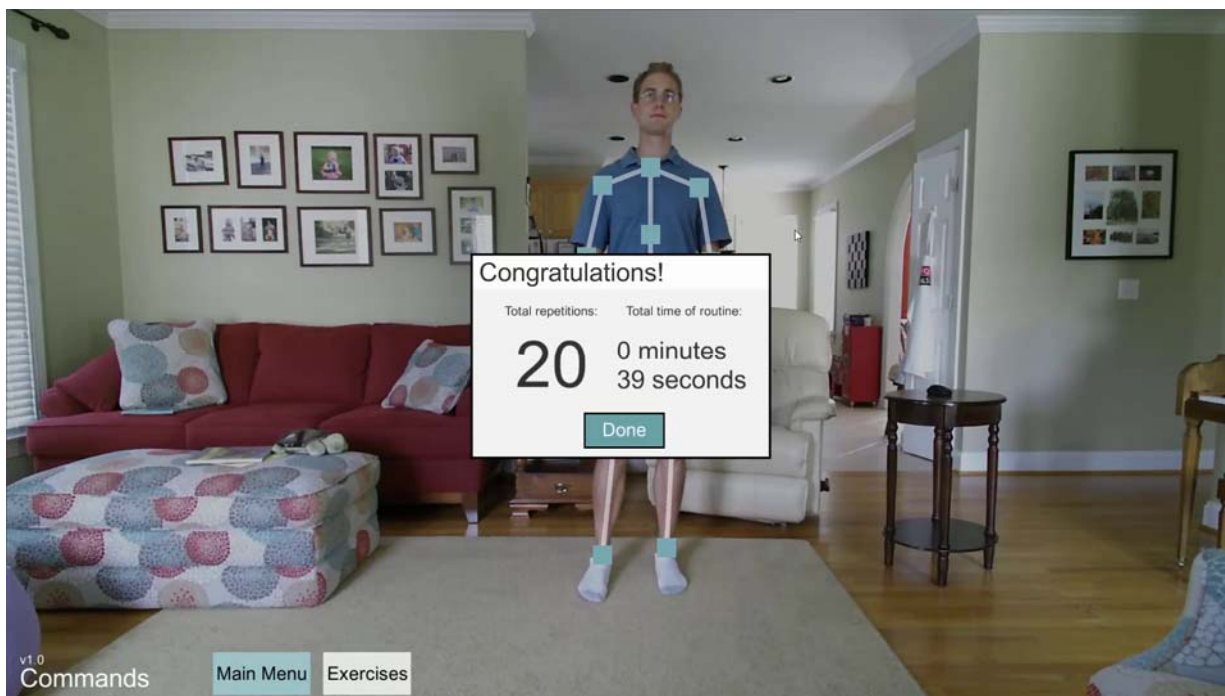 Congratulations!
Total repetitions: Total time of routine:
20
0 minutes
39 seconds
Done
v1.0
Commands
Main Menu
Exercises